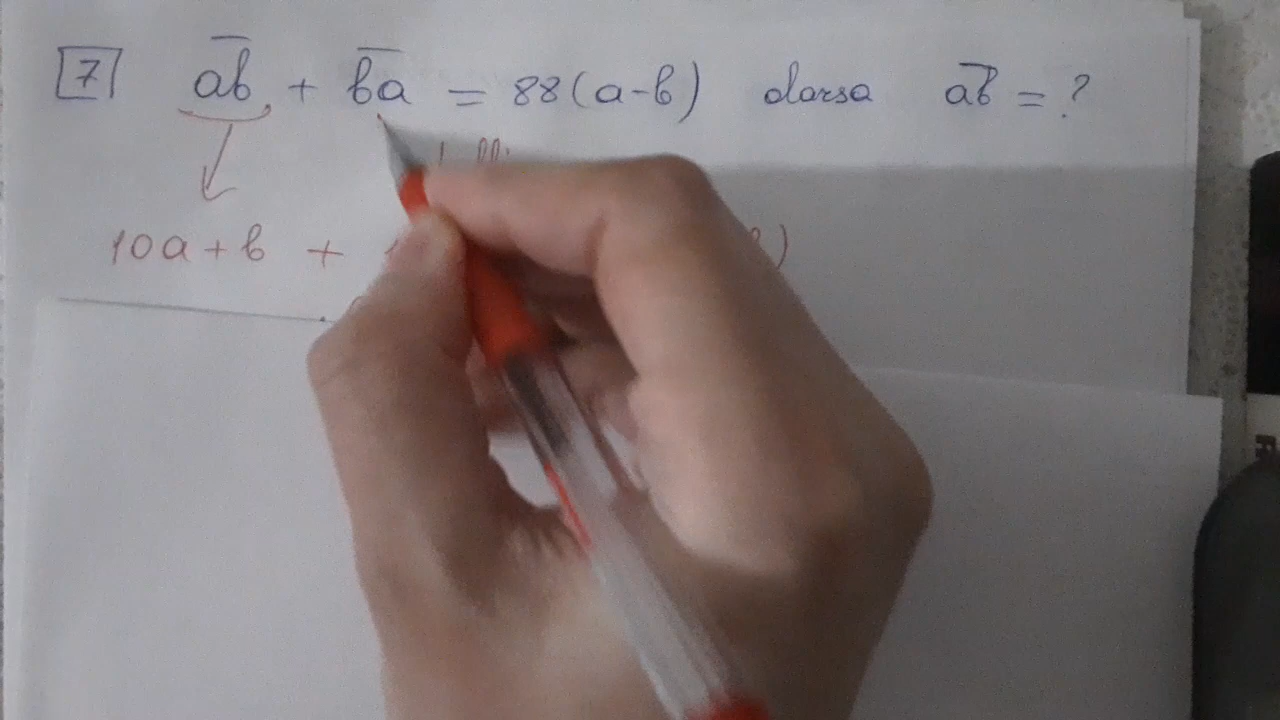 7 ab + ba = 88(a-b) olarsa ab = ?
10a+b +